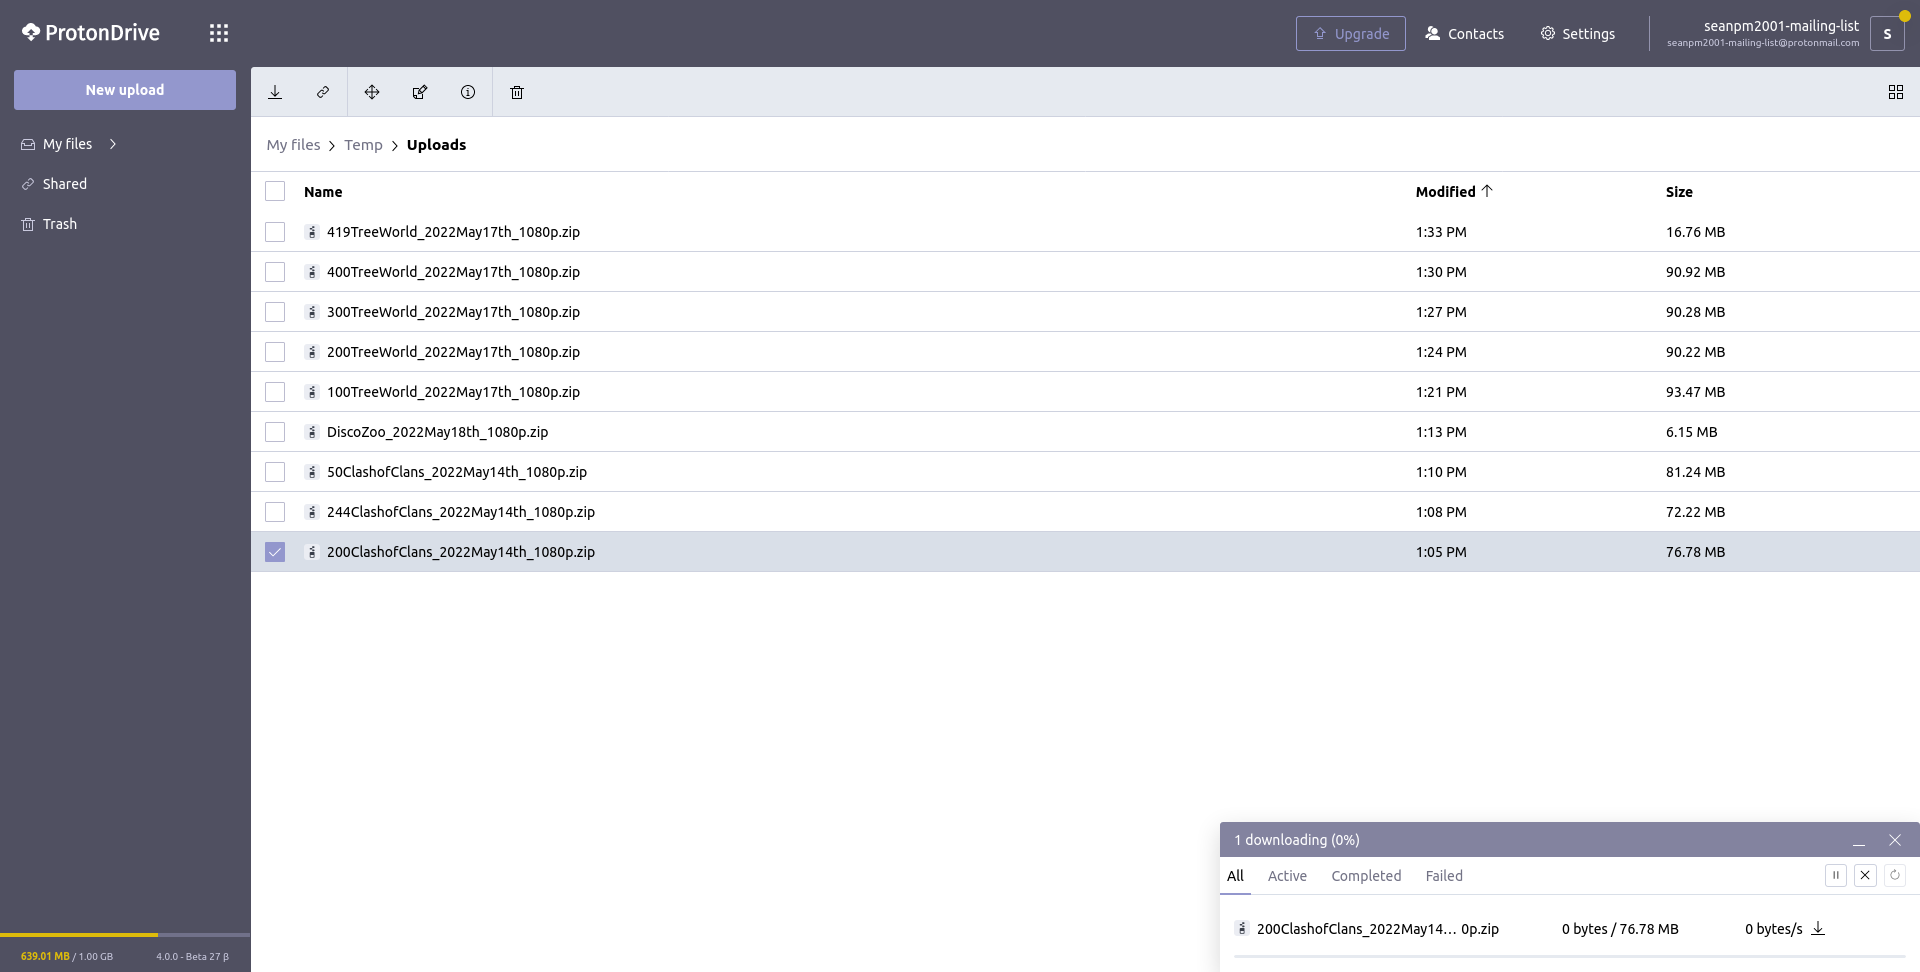 ProtonDrive
Upgrade Contacts Settings seanpm2001-mailing-list
seanpm2001-mailing-list@protonmail.com
S
New upload
My files
Shared
Trash
My files > Temp > Uploads
Name Modified Size
419TreeWorld_2022May17th_1080p.zip 1:33 PM 16.76 MB
400TreeWorld_2022May17th_1080p.zip 1:30 PM 90.92 MB
300TreeWorld_2022May17th_1080p.zip 1:27 PM 90.28 MB
200TreeWorld_2022May17th_1080p.zip 1:24 PM 90.22 MB
100TreeWorld_2022May17th_1080p.zip 1:21 PM 93.47 MB
DiscoZoo_2022May18th_1080p.zip 1:13 PM 6.15 MB
50ClashofClans_2022May14th_1080p.zip 1:10 PM 81.24 MB
244ClashofClans_2022May14th_1080p.zip 1:08 PM 72.22 MB
200ClashofClans_2022May14th_1080p.zip 1:05 PM 76.78 MB
1 downloading (0%)
All Active Completed Failed
200ClashofClans_2022May14... 0p.zip 0 bytes / 76.78 MB 0 bytes/s
639.01 MB / 1.00 GB 4.0.0 - Beta 27 β